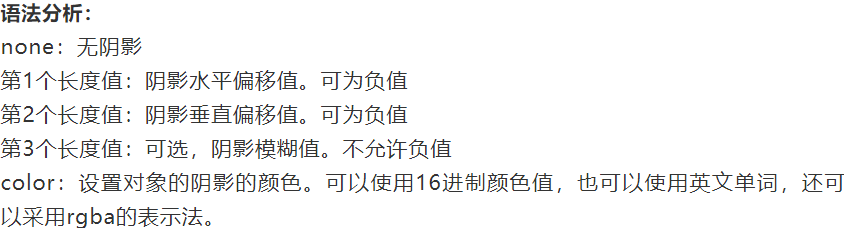 语法分析：
none：无阴影
第1个长度值：阴影水平偏移值。可为负值
第2个长度值：阴影垂直偏移值。可为负值
第3个长度值：可选，阴影模糊值。不允许负值
color：设置对象的阴影的颜色。可以使用16进制颜色值，也可以使用英文单词，还可
以采用rgba的表示法。